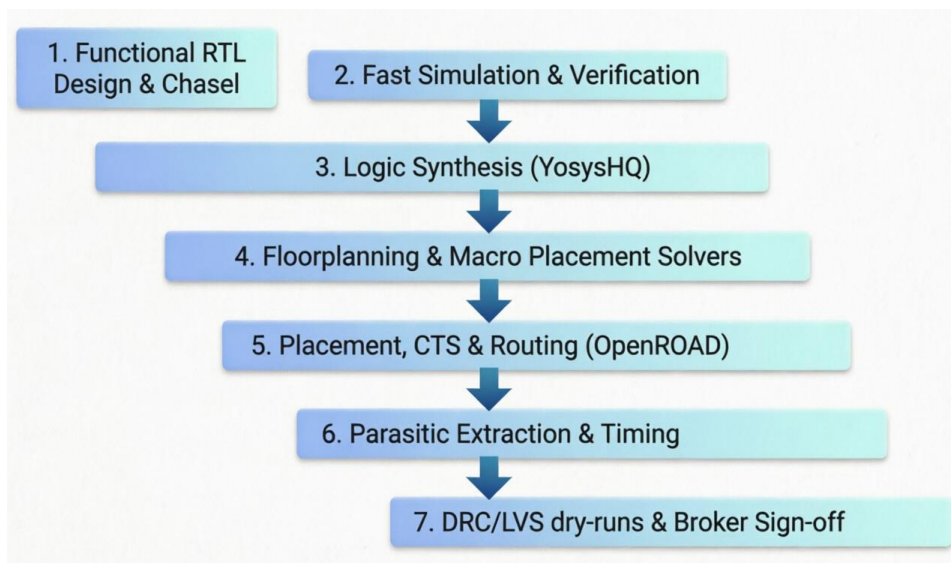 1. Functional RTL
Design & Chasel
2. Fast Simulation & Verification
3. Logic Synthesis (YosysHQ)
4. Floorplanning & Macro Placement Solvers
5. Placement, CTS & Routing (OpenROAD)
6. Parasitic Extraction & Timing
7. DRC/LVS dry-runs & Broker Sign-off